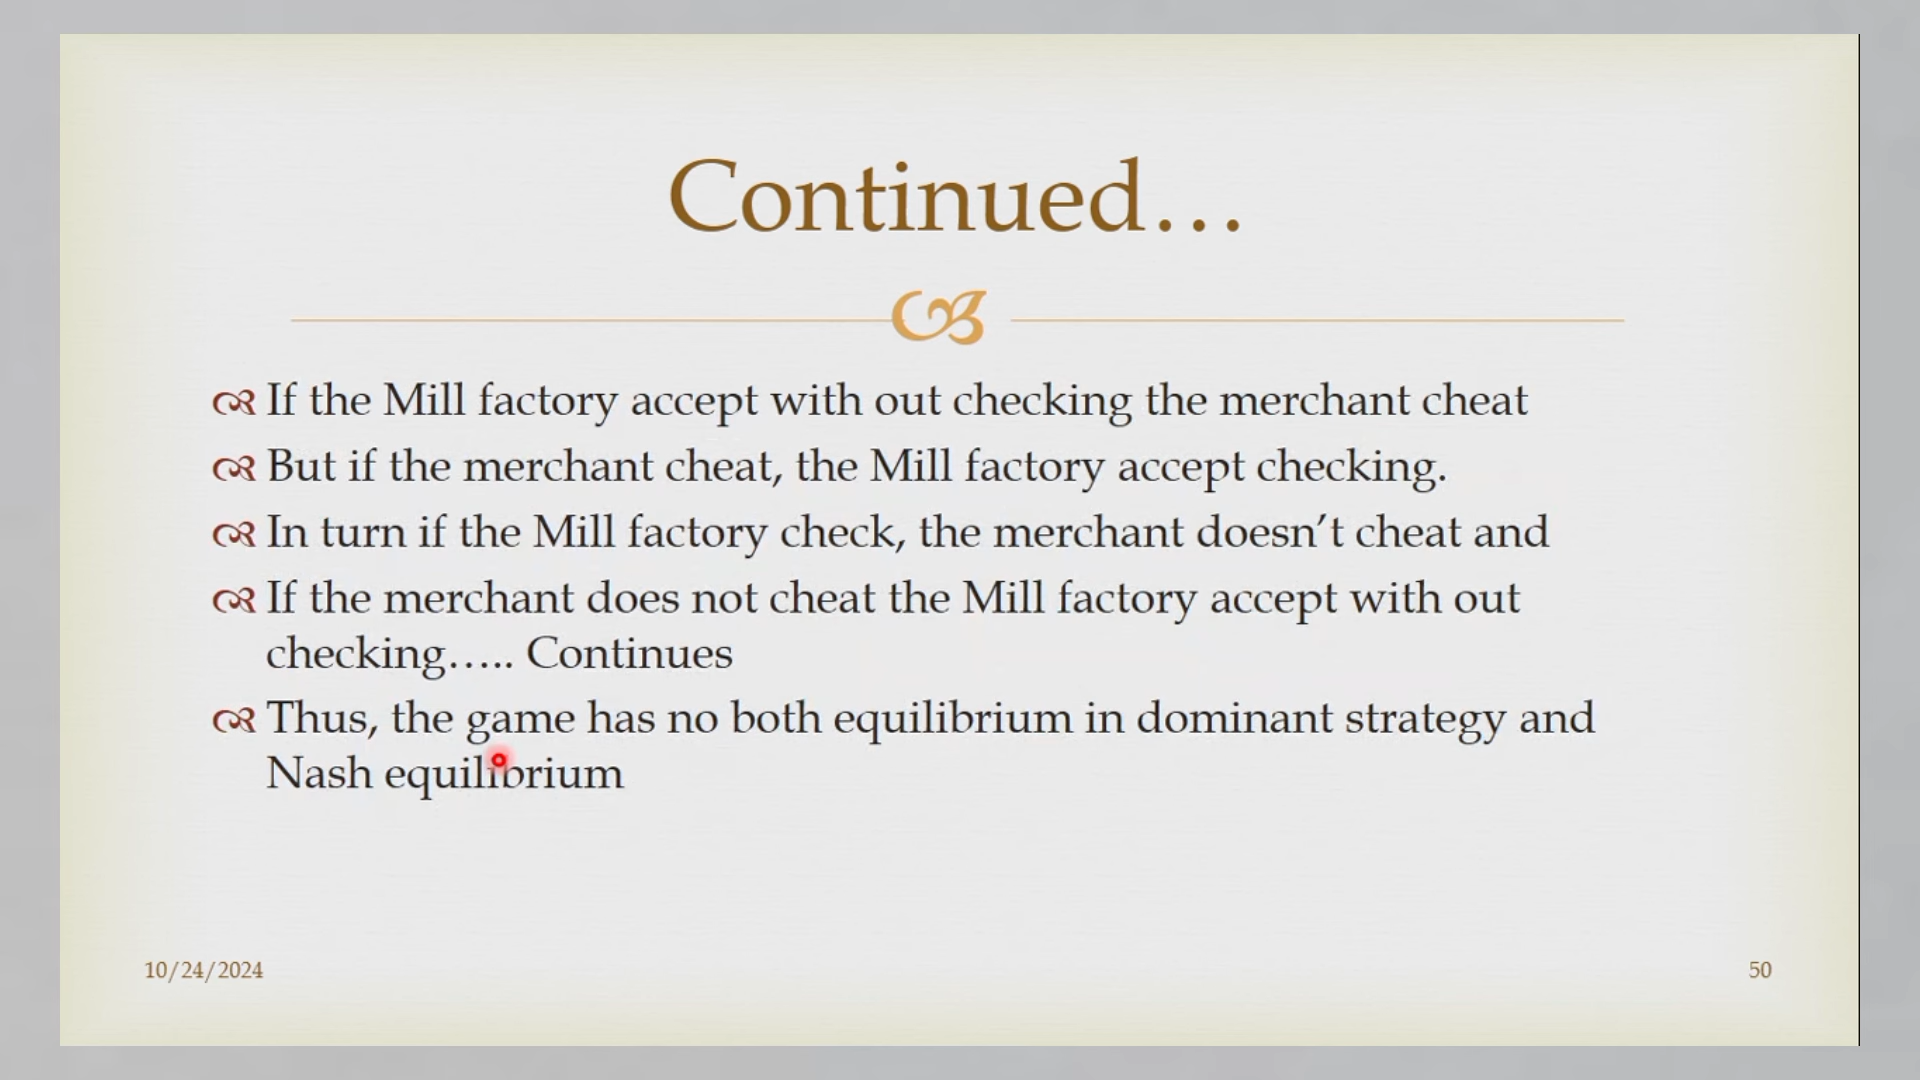 Continued…
If the Mill factory accept with out checking the merchant cheat
But if the merchant cheat, the Mill factory accept checking.
In turn if the Mill factory check, the merchant doesn’t cheat and
If the merchant does not cheat the Mill factory accept with out
checking….. Continues
Thus, the game has no both equilibrium in dominant strategy and
Nash equilibrium
10/24/2024
50